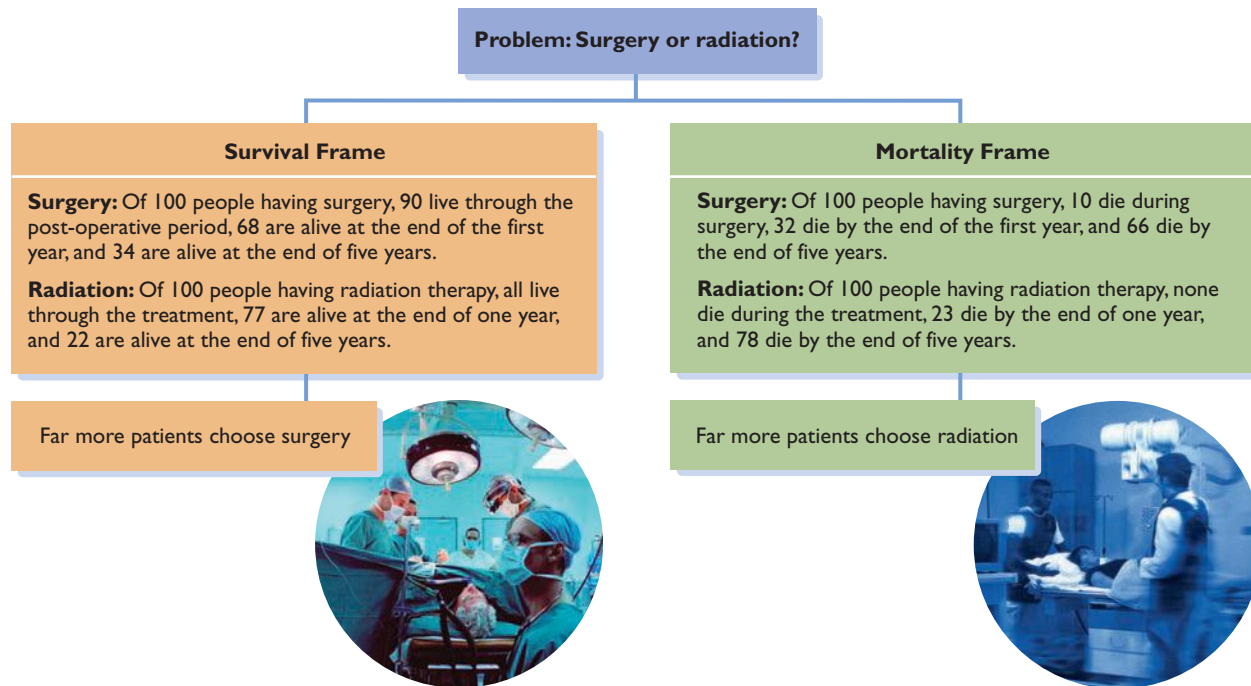 Problem: Surgery or radiation?
Survival Frame
Surgery: Of 100 people having surgery, 90 live through the
post-operative period, 68 are alive at the end of the first
year, and 34 are alive at the end of five years.
Radiation: Of 100 people having radiation therapy, all live
through the treatment, 77 are alive at the end of one year,
and 22 are alive at the end of five years.
Far more patients choose surgery
Mortality Frame
Surgery: Of 100 people having surgery, 10 die during
surgery, 32 die by the end of the first year, and 66 die by
the end of five years.
Radiation: Of 100 people having radiation therapy, none
die during the treatment, 23 die by the end of one year,
and 78 die by the end of five years.
Far more patients choose radiation